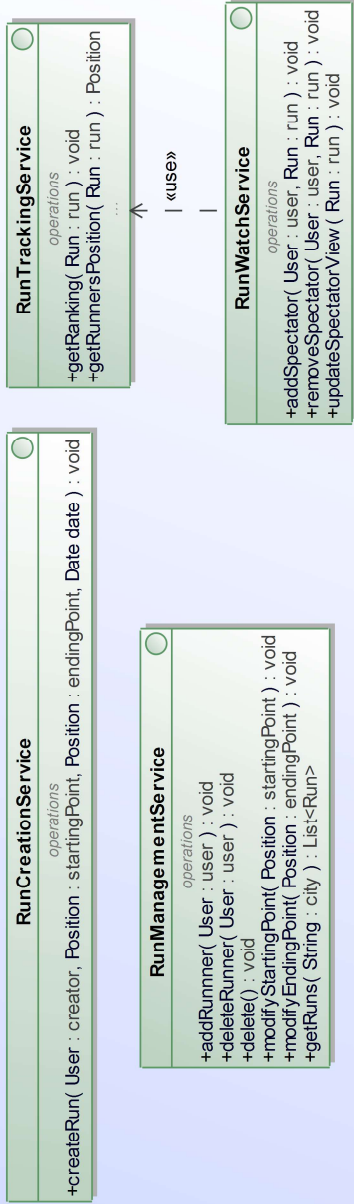 RunCreationService
operations
+createRun( User : creator, Position : startingPoint, Position : endingPoint, Date date ) : void
RunTrackingService
operations
+getRanking( Run : run ) : void
+getRunnersPosition( Run : run ) : Position
...
RunManagementService
operations
+addRunnner( User : user ) : void
+deleteRunner( User : user ) : void
+delete() : void
+modifyStartingPoint( Position : startingPoint ) : void
+modifyEndingPoint( Position : endingPoint ) : void
+getRuns( String : city ) : List<Run>
«use»
RunWatchService
operations
+addSpectator( User : user, Run : run ) : void
+removeSpectator( User : user, Run : run ) : void
+updateSpectatorView( Run : run ) : void